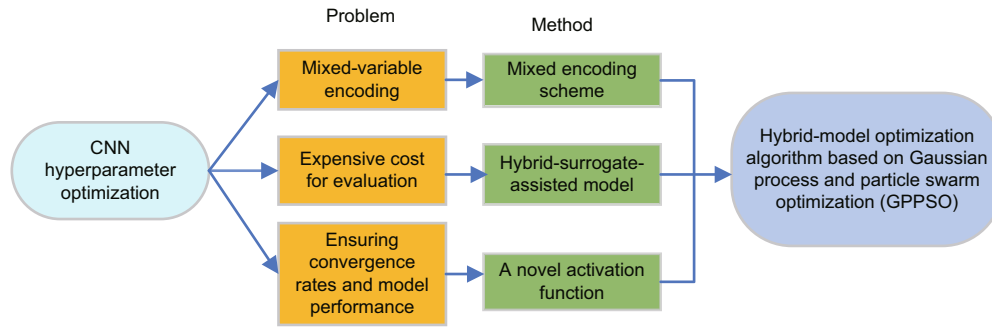 Problem
Method
CNN
hyperparameter
optimization
Mixed-variable
encoding
Mixed encoding
scheme
Expensive cost
for evaluation
Hybrid-surrogate-
assisted model
Ensuring
convergence
rates and model
performance
A novel activation
function
Hybrid-model optimization
algorithm based on Gaussian
process and particle swarm
optimization (GPPSO)